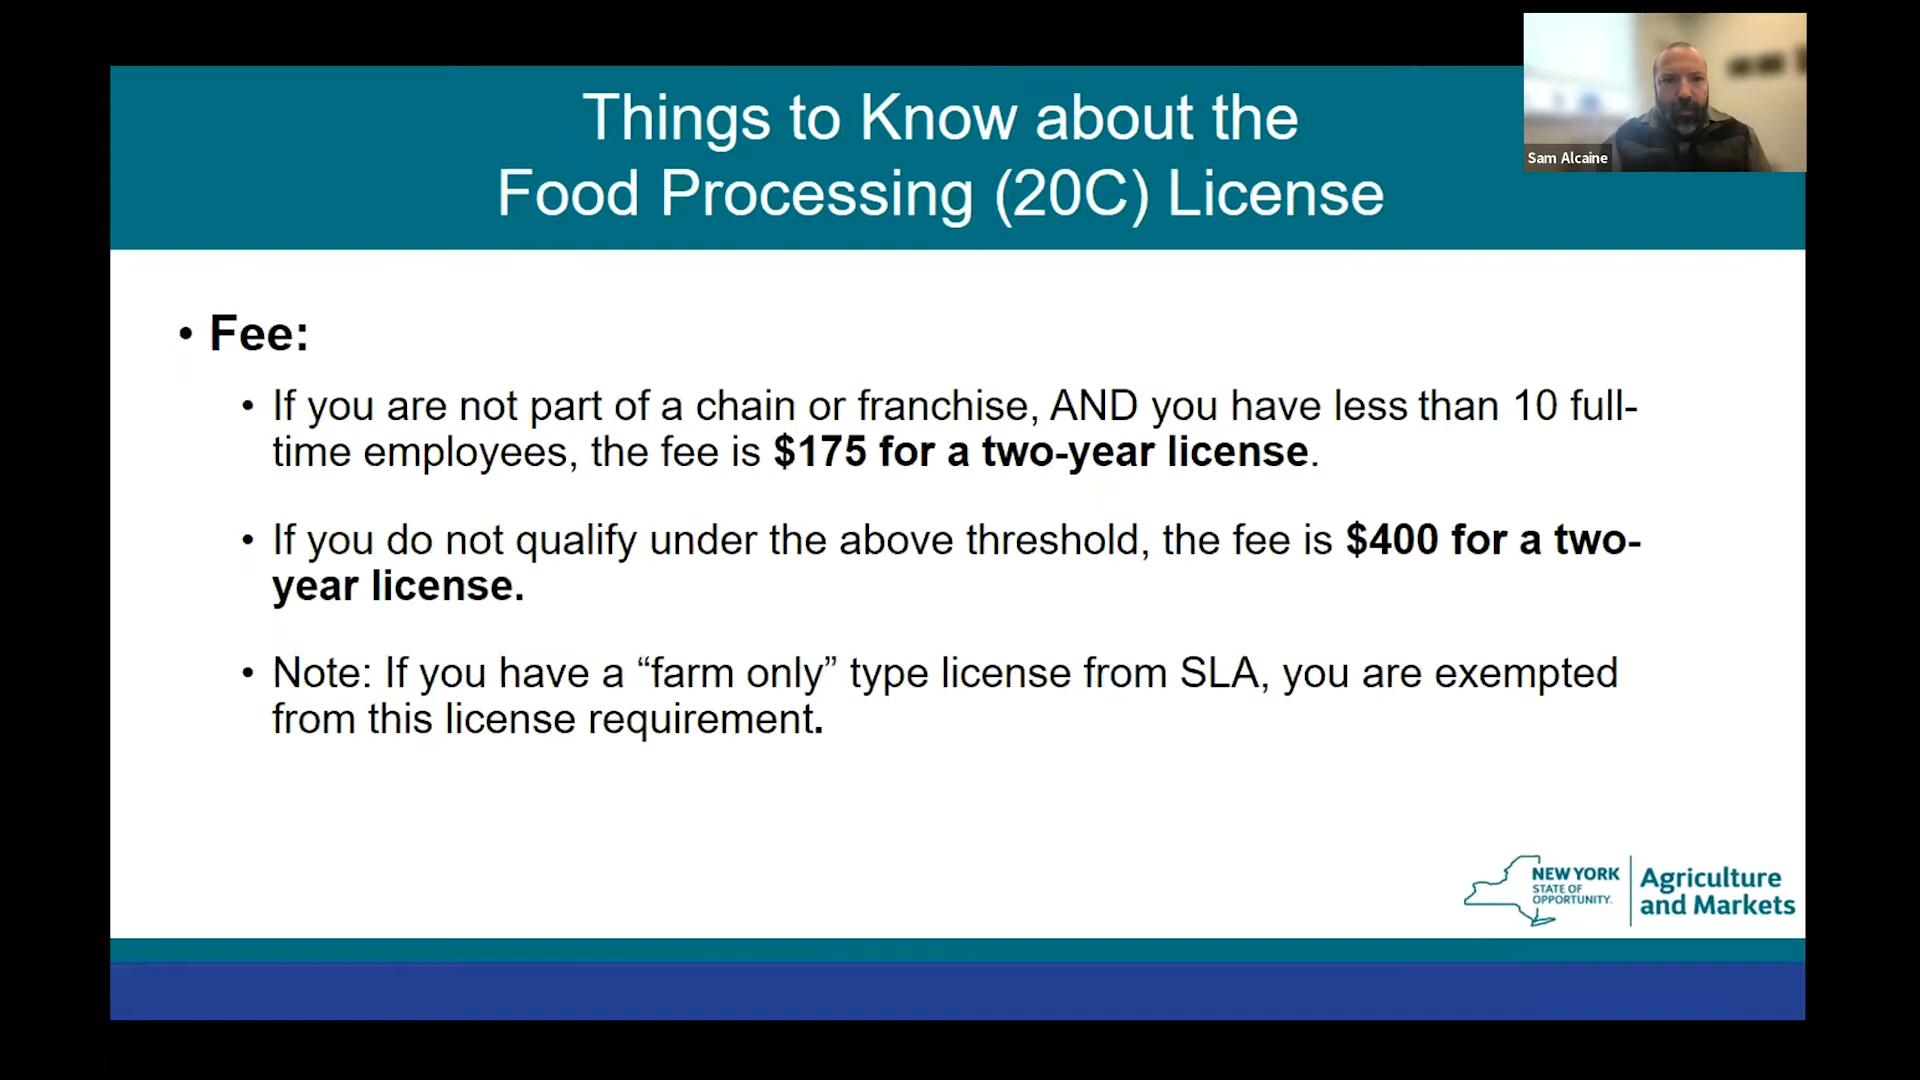 Things to Know about the
Food Processing (20C) License
Sam Alcaine
• Fee:
• If you are not part of a chain or franchise, AND you have less than 10 full-
time employees, the fee is $175 for a two-year license.
• If you do not qualify under the above threshold, the fee is $400 for a two-
year license.
• Note: If you have a “farm only” type license from SLA, you are exempted
from this license requirement.
NEW YORK
STATE OF
OPPORTUNITY.
Agriculture
and Markets